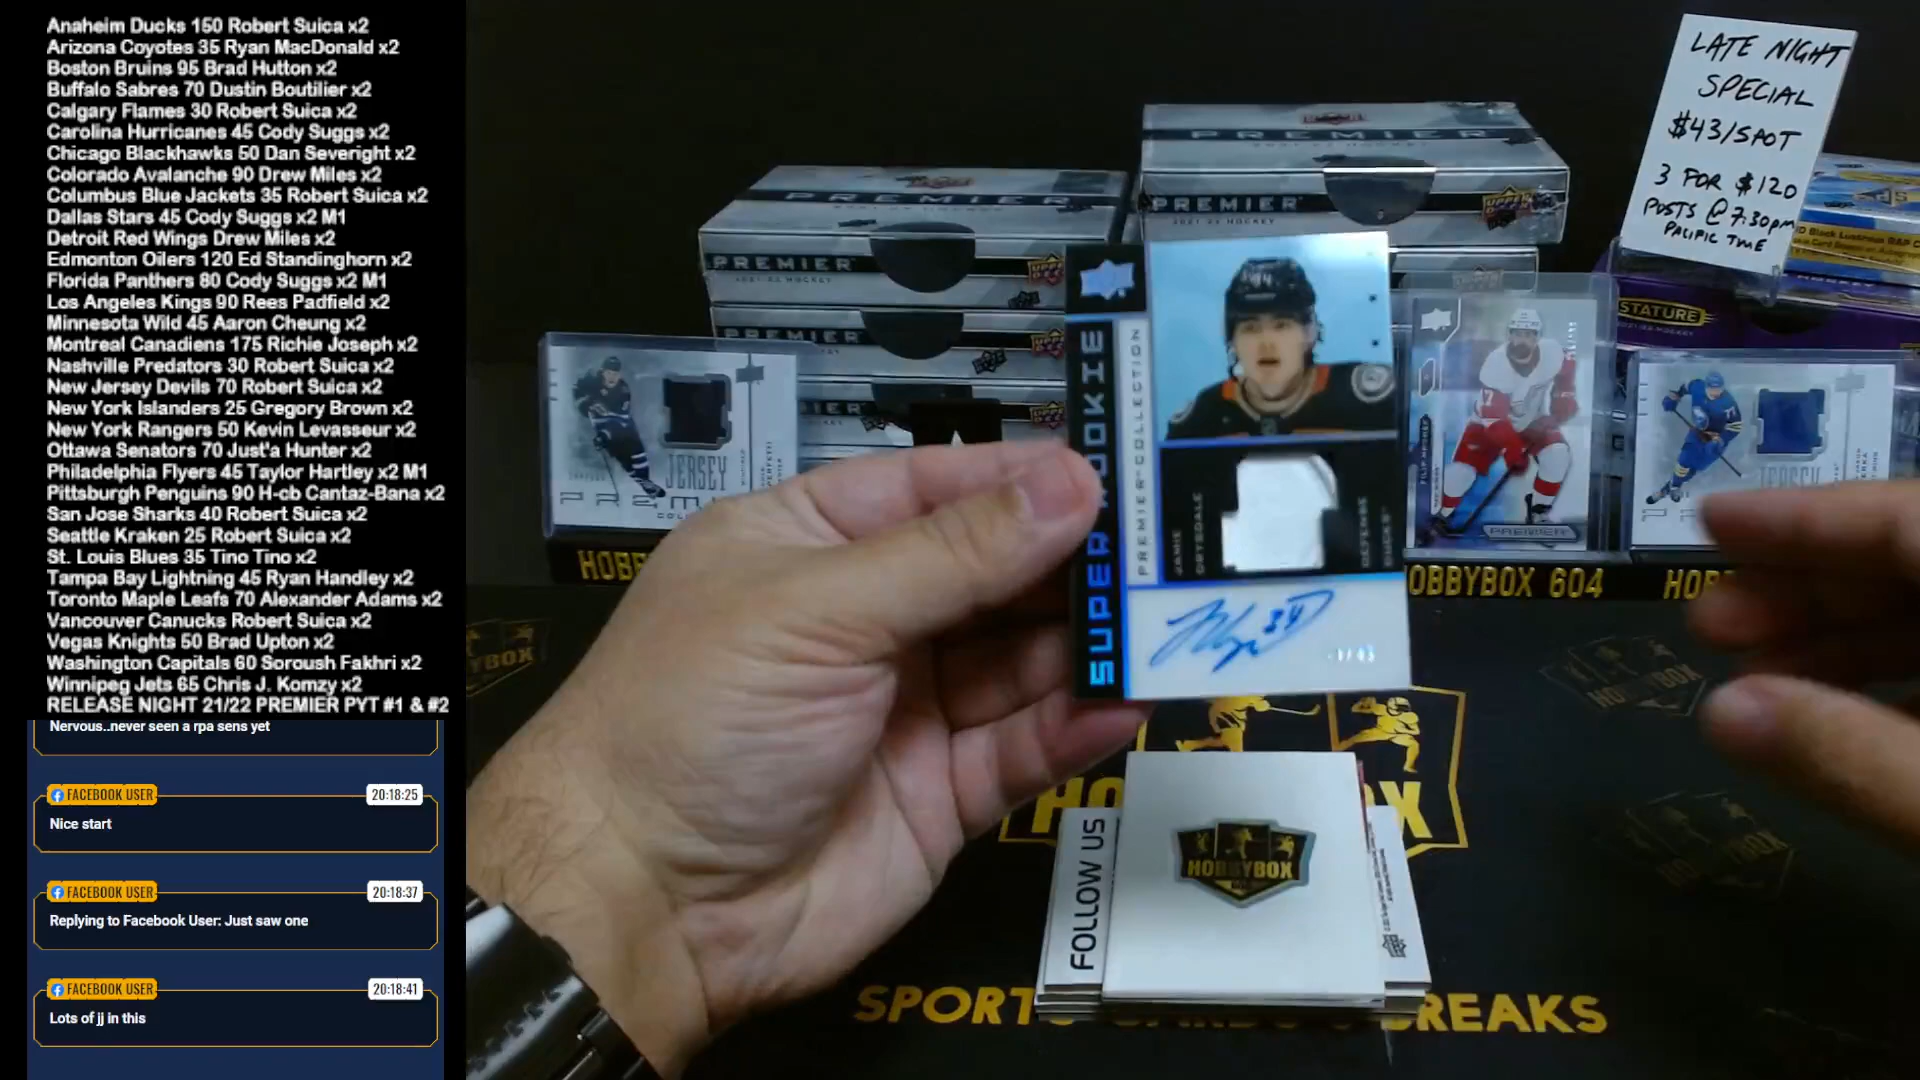 Anaheim Ducks 150 Robert Suica x2
Arizona Coyotes 35 Ryan MacDonald x2
Boston Bruins 95 Brad Hutton x2
Buffalo Sabres 70 Dustin Boutilier x2
Calgary Flames 30 Robert Suica x2
Carolina Hurricanes 45 Cody Suggs x2
Chicago Blackhawks 50 Dan Severight x2
Colorado Avalanche 90 Drew Miles x2
Columbus Blue Jackets 35 Robert Suica x2
Dallas Stars 45 Cody Suggs x2 M1
Detroit Red Wings Drew Miles x2
Edmonton Oilers 120 Ed Standinghorn x2
Florida Panthers 80 Cody Suggs x2 M1
Los Angeles Kings 90 Rees Padfield x2
Minnesota Wild 45 Aaron Cheung x2
Montreal Canadiens 175 Richie Joseph x2
Nashville Predators 30 Robert Suica x2
New Jersey Devils 70 Robert Suica x2
New York Islanders 25 Gregory Brown x2
New York Rangers 50 Kevin Levasseur x2
Ottawa Senators 70 Just'a Hunter x2
Philadelphia Flyers 45 Taylor Hartley x2 M1
Pittsburgh Penguins 90 H-cb Cantaz-Bana x2
San Jose Sharks 40 Robert Suica x2
Seattle Kraken 25 Robert Suica x2
St. Louis Blues 35 Tino Tino x2
Tampa Bay Lightning 45 Ryan Handley x2
Toronto Maple Leafs 70 Alexander Adams x2
Vancouver Canucks Robert Suica x2
Vegas Knights 50 Brad Upton x2
Washington Capitals 60 Soroush Fakhri x2
Winnipeg Jets 65 Chris J. Komzy x2
RELEASE NIGHT 21/22 PREMIER PYT #1 & #2
Nervous..never seen a rpa sens yet
FACEBOOK USER 20:18:25
Nice start
FACEBOOK USER 20:18:37
Replying to Facebook User: Just saw one
FACEBOOK USER 20:18:41
Lots of jj in this
LATE NIGHT
SPECIAL
$43/SPOT
3 FOR $120
POSTS @ 7:30pm
PACIFIC TIME
PREMIER
PREMIER
PREMIER
2021-22 HOCKEY
PREMIER
2021-22 HOCKEY
PREMIER
STATURE
JERSEY
SUPER ROOKIE
PREMIER COLLECTION
JAMIE
DRYSDALE
DEFENSE
DUCKS
PREMIER
JERSEY
OBBYBOX 604
FOLLOW US
HOBBYBOX
BREAKS